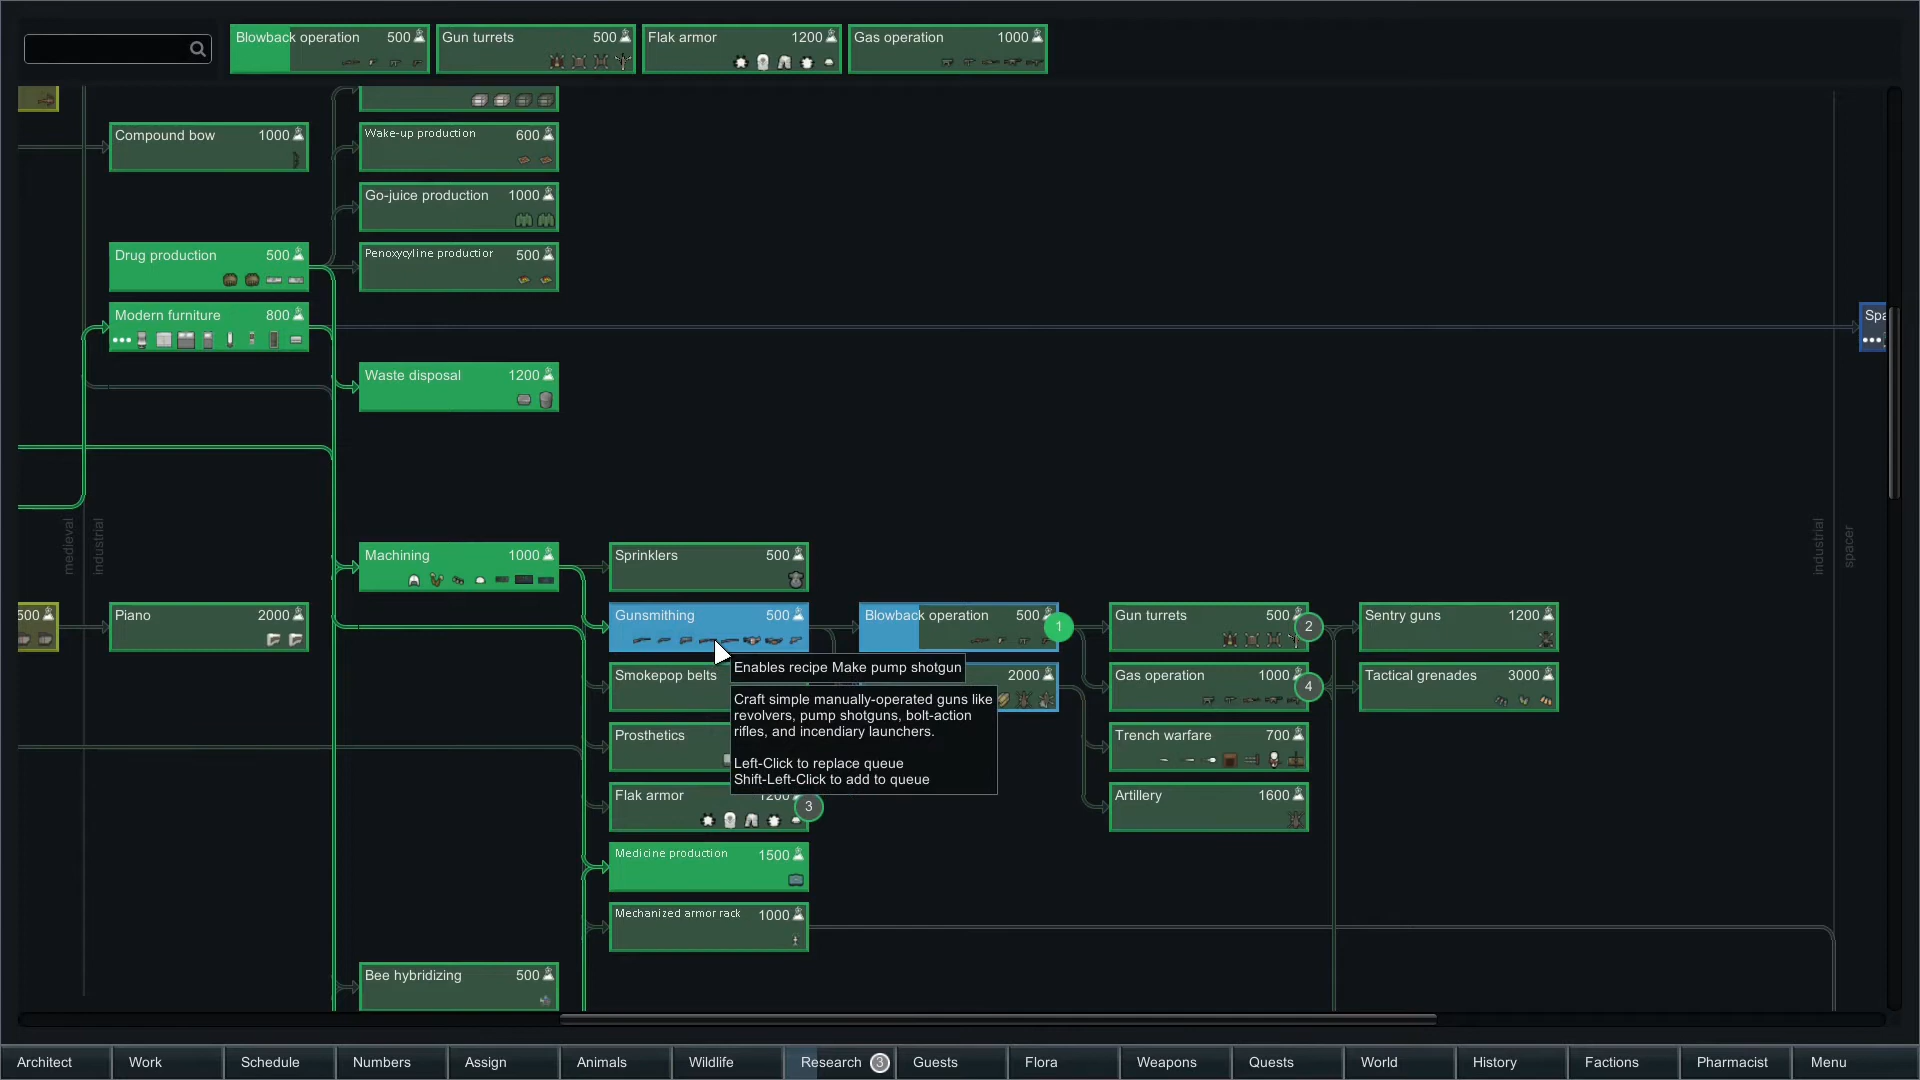 Blowback operation 500
Gun turrets 500
Flak armor 1200
Gas operation 1000
Compound bow 1000
Wake-up production 600
Go-juice production 1000
Drug production 500
Penoxycyline production 500
Modern furniture 800
Spa
Waste disposal 1200
medieval
industrial
industrial
spacer
Machining 1000
Sprinklers 500
500
Piano 2000
Gunsmithing 500
Blowback operation 500
1
Gun turrets 500
2
Sentry guns 1200
Enables recipe Make pump shotgun
Smokepop belts
2000
Gas operation 1000
4
Tactical grenades 3000
Craft simple manually-operated guns like
revolvers, pump shotguns, bolt-action
rifles, and incendiary launchers.
Left-Click to replace queue
Shift-Left-Click to add to queue
Prosthetics
Trench warfare 700
Flak armor 1200
3
Artillery 1600
Medicine production 1500
Mechanized armor rack 1000
Bee hybridizing 500
Architect
Work
Schedule
Numbers
Assign
Animals
Wildlife
Research 3
Guests
Flora
Weapons
Quests
World
History
Factions
Pharmacist
Menu